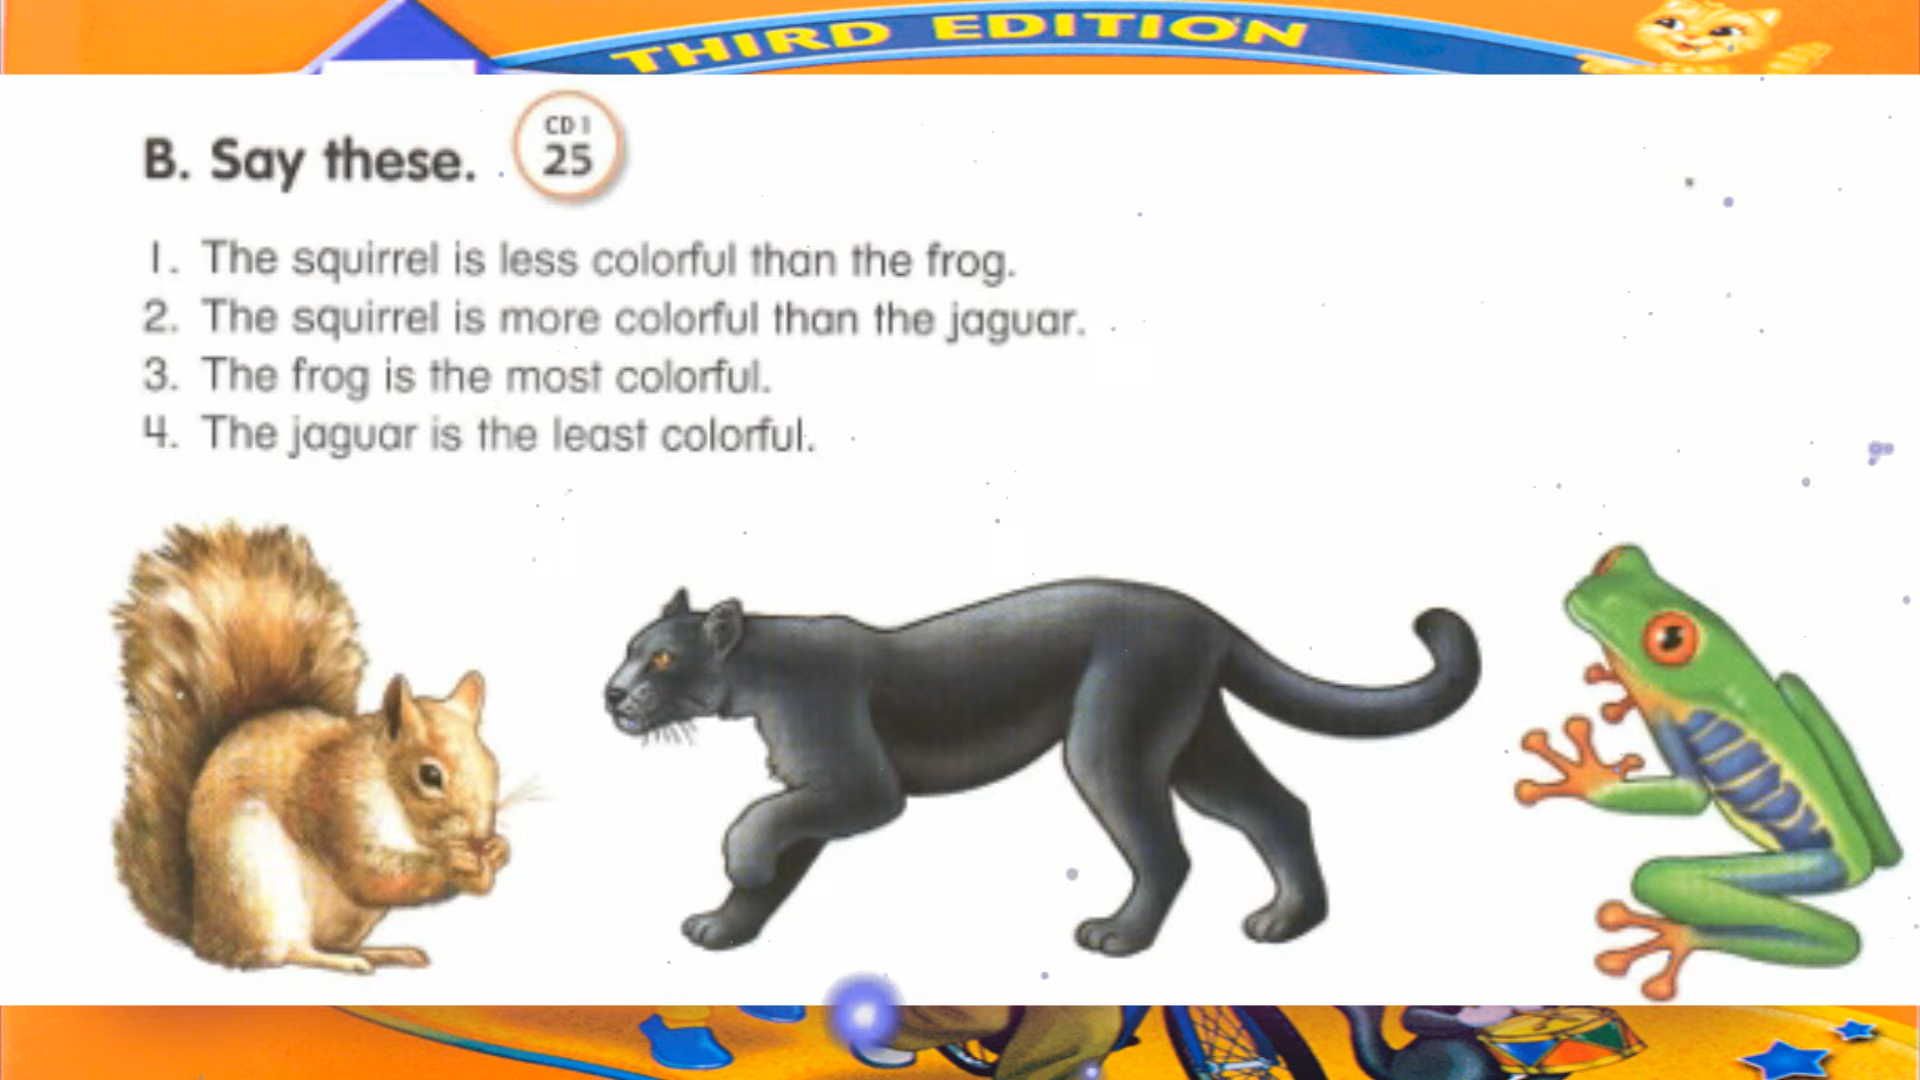 THIRD EDITION
B. Say these.
CD 1
25
1. The squirrel is less colorful than the frog.
2. The squirrel is more colorful than the jaguar.
3. The frog is the most colorful.
4. The jaguar is the least colorful.